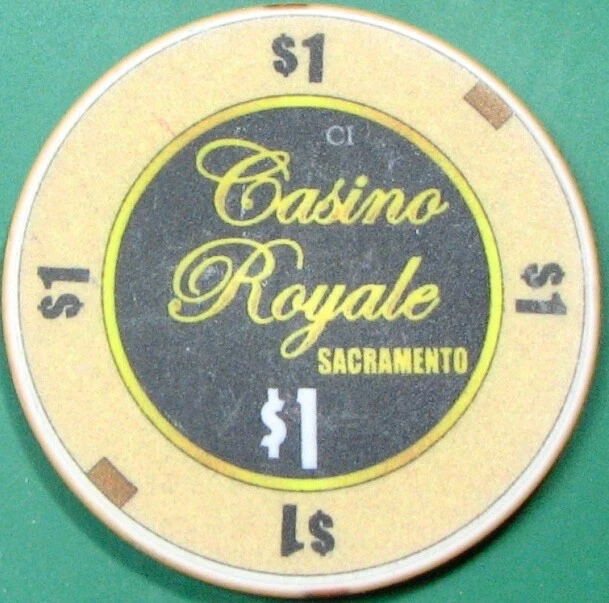 $1
CI
Casino
Royale
SACRAMENTO
$1
$1
$1
$1